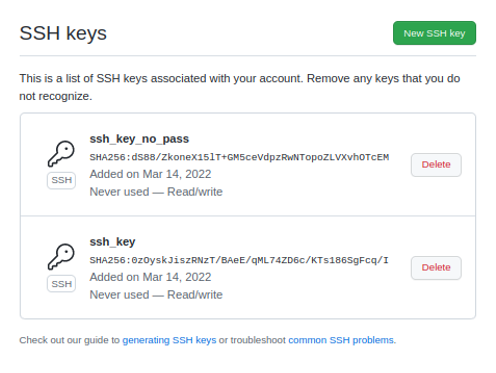 SSH keys
New SSH key
This is a list of SSH keys associated with your account. Remove any keys that you do
not recognize.
ssh_key_no_pass
SHA256:dS88/ZkoneX15lT+GM5ceVdpzRwNTopoZLVXvhOTcEM
SSH
Added on Mar 14, 2022
Never used — Read/write
Delete
ssh_key
SHA256:0zOyskJiszRNzT/BAeE/qML74ZD6c/KTs186SgFcq/I
SSH
Added on Mar 14, 2022
Never used — Read/write
Delete
Check out our guide to generating SSH keys or troubleshoot common SSH problems.